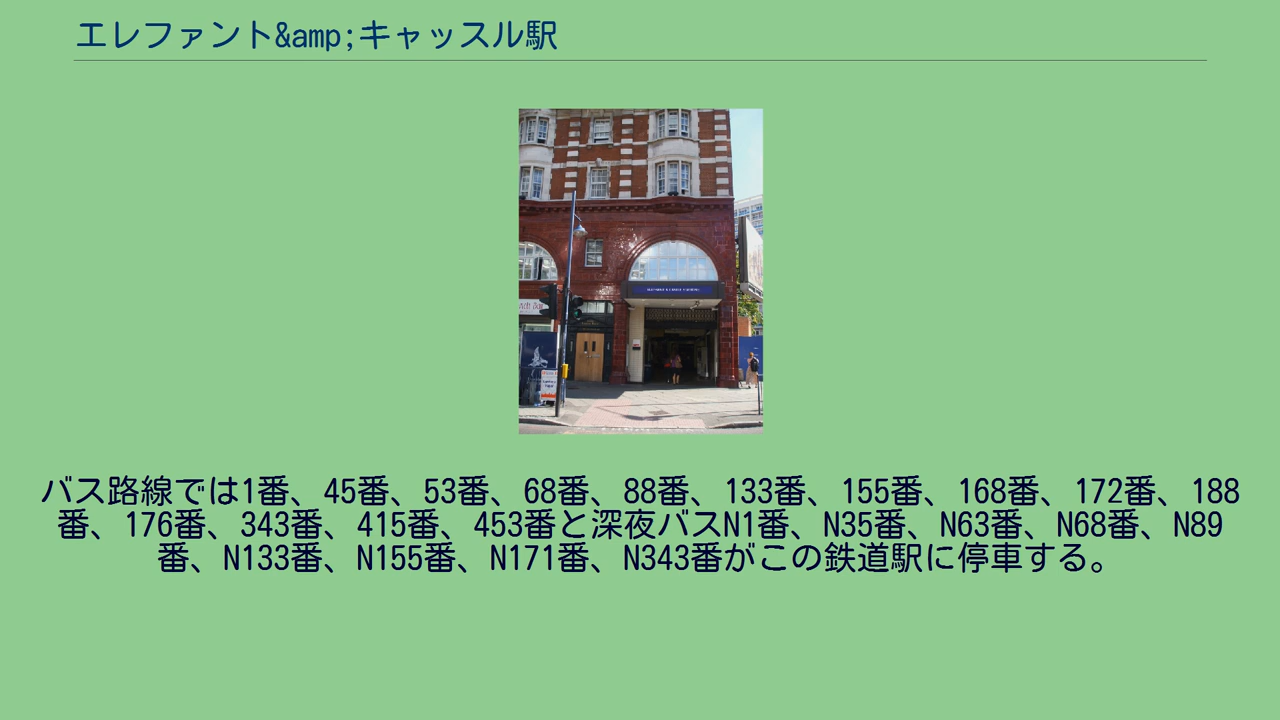 エレファント&amp;キャッスル駅
バス路線では1番、45番、53番、68番、88番、133番、155番、168番、172番、188
番、176番、343番、415番、453番と深夜バスN1番、N35番、N63番、N68番、N89
番、N133番、N155番、N171番、N343番がこの鉄道駅に停車する。